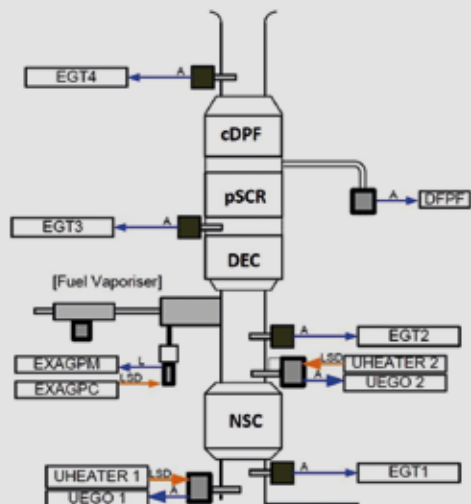 EGT4
A
cDPF
A
DFPF
pSCR
EGT3
A
DEC
[Fuel Vaporiser]
A
EGT2
EXAGPM
L
LSD
UHEATER 2
EXAGPC
LSD
A
UEGO 2
NSC
UHEATER 1
LSD
A
EGT1
UEGO 1
A